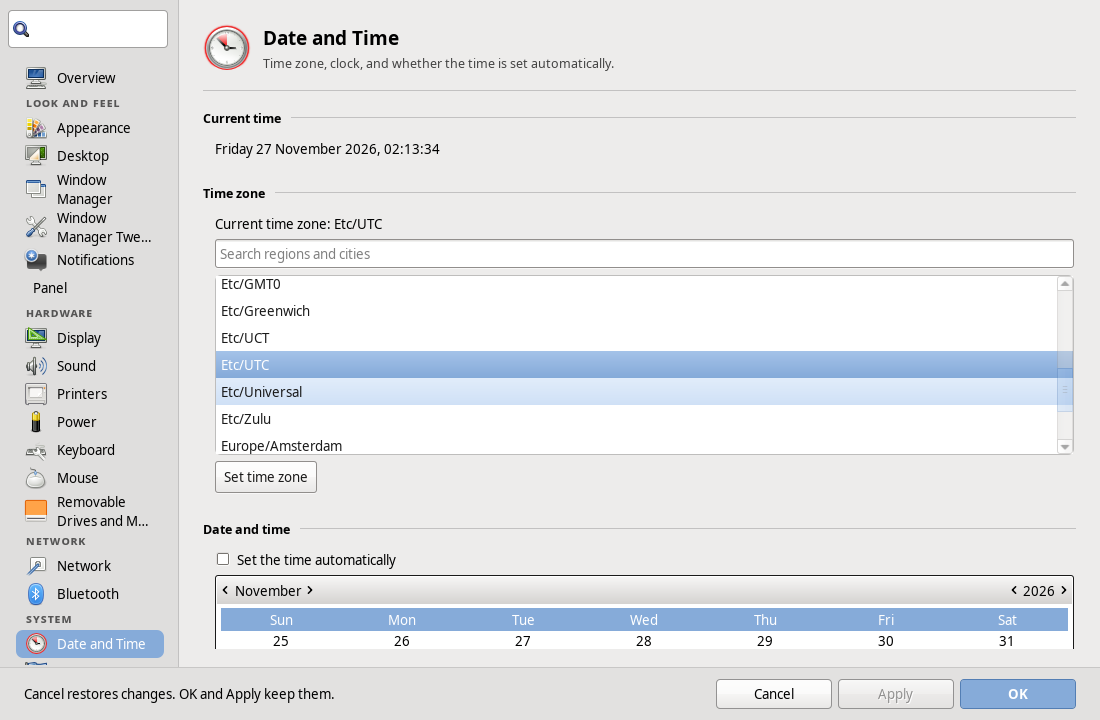 Overview
LOOK AND FEEL
Appearance
Desktop
Window
Manager
Window
Manager Twe...
Notifications
Panel
HARDWARE
Display
Sound
Printers
Power
Keyboard
Mouse
Removable
Drives and M...
NETWORK
Network
Bluetooth
SYSTEM
Date and Time
Date and Time
Time zone, clock, and whether the time is set automatically.
Current time
Friday 27 November 2026, 02:13:34
Time zone
Current time zone: Etc/UTC
Search regions and cities
Etc/GMT0
Etc/Greenwich
Etc/UCT
Etc/UTC
Etc/Universal
Etc/Zulu
Europe/Amsterdam
Set time zone
Date and time
Set the time automatically
November 2026
Sun Mon Tue Wed Thu Fri Sat
25 26 27 28 29 30 31
Cancel restores changes. OK and Apply keep them.
Cancel Apply OK